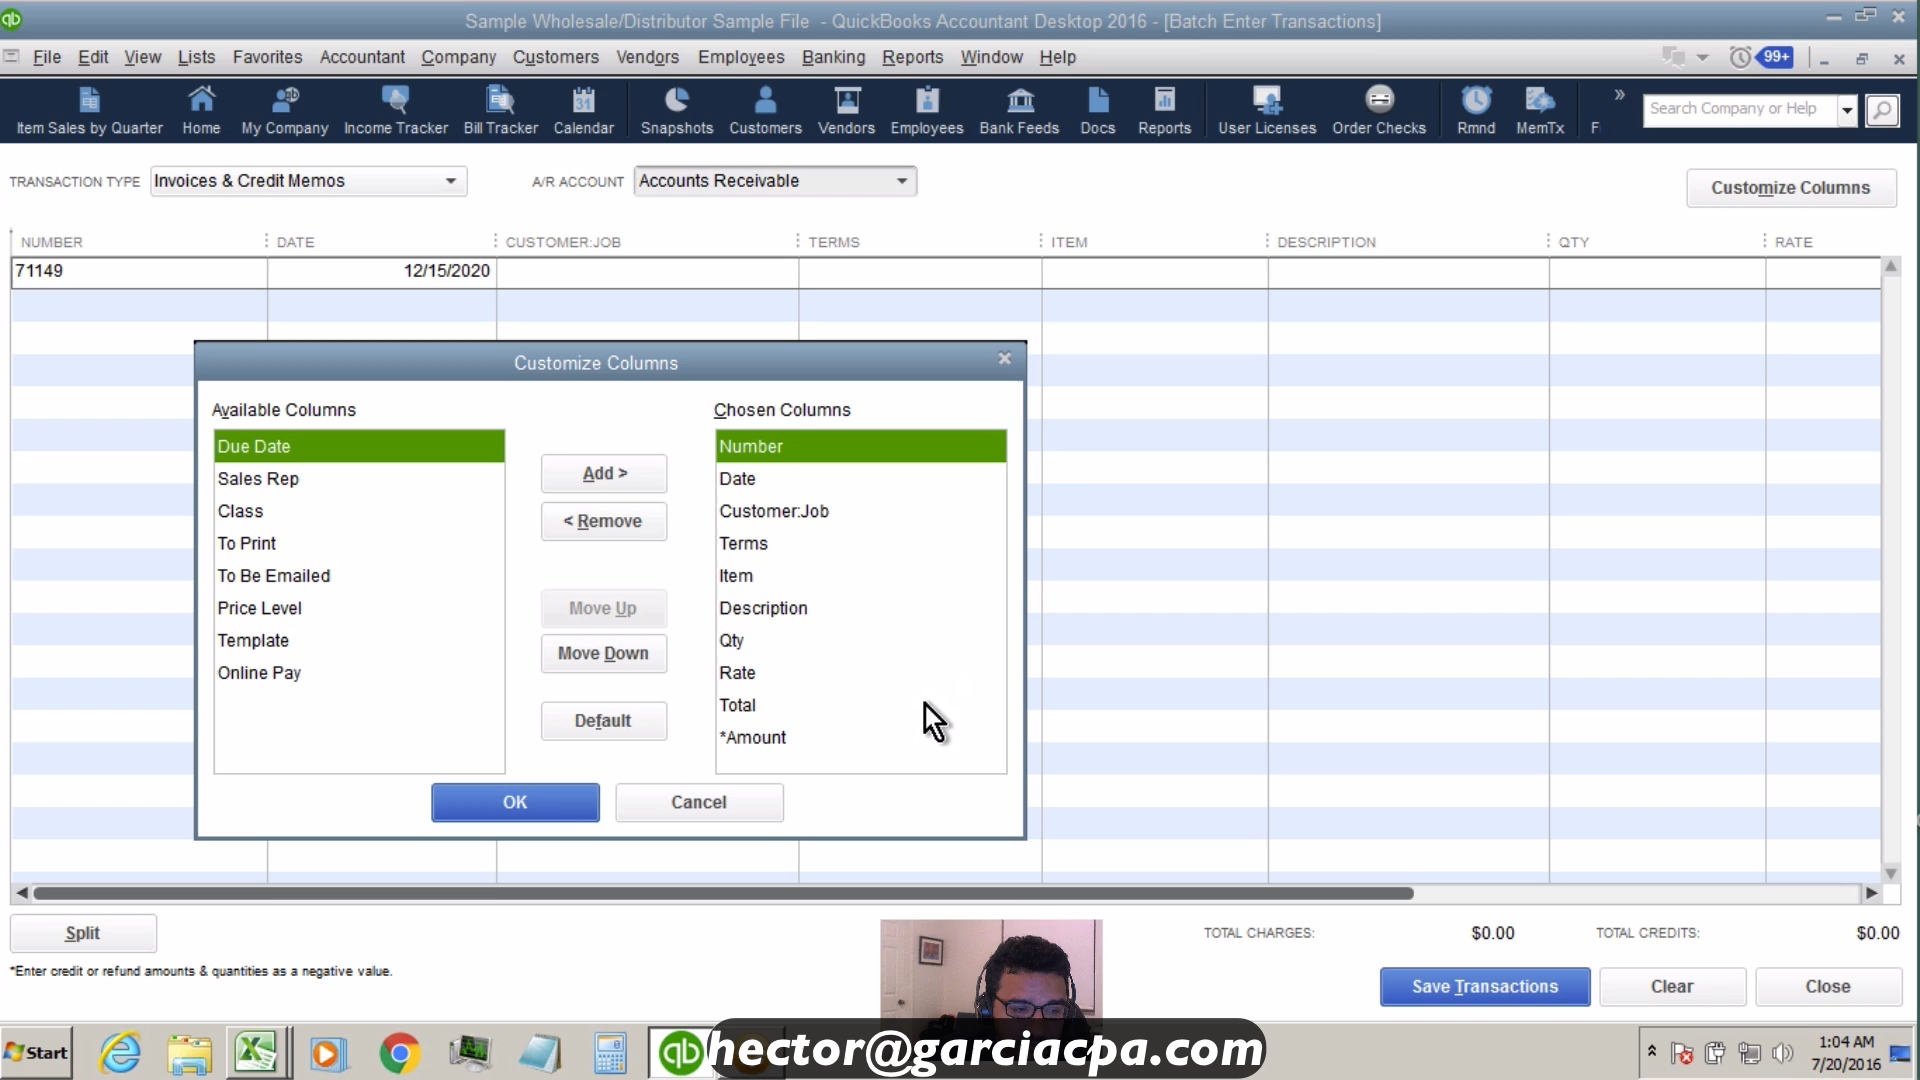 Sample Wholesale/Distributor Sample File - QuickBooks Accountant Desktop 2016 - [Batch Enter Transactions]
File Edit View Lists Favorites Accountant Company Customers Vendors Employees Banking Reports Window Help
99+
31
Item Sales by Quarter Home My Company Income Tracker Bill Tracker Calendar Snapshots Customers Vendors Employees Bank Feeds Docs Reports User Licenses Order Checks Rmnd MemTx F
Search Company or Help
TRANSACTION TYPE Invoices & Credit Memos A/R ACCOUNT Accounts Receivable
Customize Columns
NUMBER DATE CUSTOMER:JOB TERMS ITEM DESCRIPTION QTY RATE
71149 12/15/2020
Customize Columns
Available Columns
Chosen Columns
Due Date
Sales Rep
Class
To Print
To Be Emailed
Price Level
Template
Online Pay
Add >
< Remove
Move Up
Move Down
Default
Number
Date
Customer:Job
Terms
Item
Description
Qty
Rate
Total
*Amount
OK
Cancel
Split
TOTAL CHARGES: $0.00 TOTAL CREDITS: $0.00
*Enter credit or refund amounts & quantities as a negative value.
Save Transactions Clear Close
Start
qb
hector@garciacpa.com
1:04 AM
7/20/2016